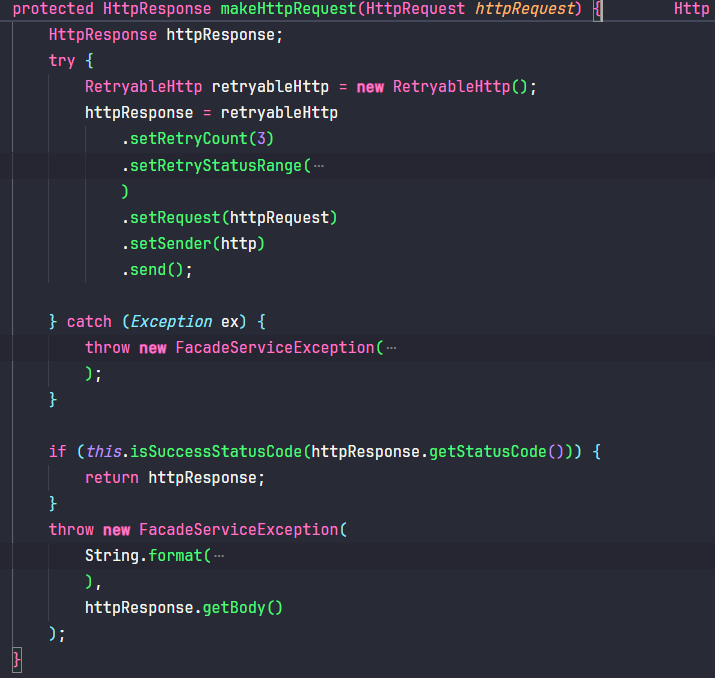 protected HttpResponse makeHttpRequest(HttpRequest httpRequest) { Http
HttpResponse httpResponse;
try {
RetryableHttp retryableHttp = new RetryableHttp();
httpResponse = retryableHttp
.setRetryCount(3)
.setRetryStatusRange(⋯
)
.setRequest(httpRequest)
.setSender(http)
.send();
} catch (Exception ex) {
throw new FacadeServiceException(⋯
);
}
if (this.isSuccessStatusCode(httpResponse.getStatusCode())) {
return httpResponse;
}
throw new FacadeServiceException(
String.format(⋯
),
httpResponse.getBody()
);
}